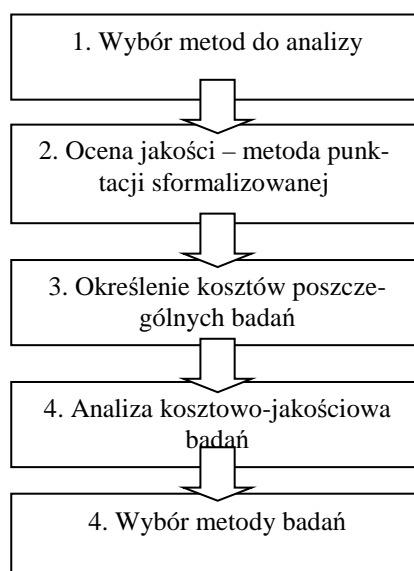 1. Wybór metod do analizy
2. Ocena jakości – metoda punk-
tacji sformalizowanej
3. Określenie kosztów poszcze-
gólnych badań
4. Analiza kosztowo-jakościowa
badań
4. Wybór metody badań